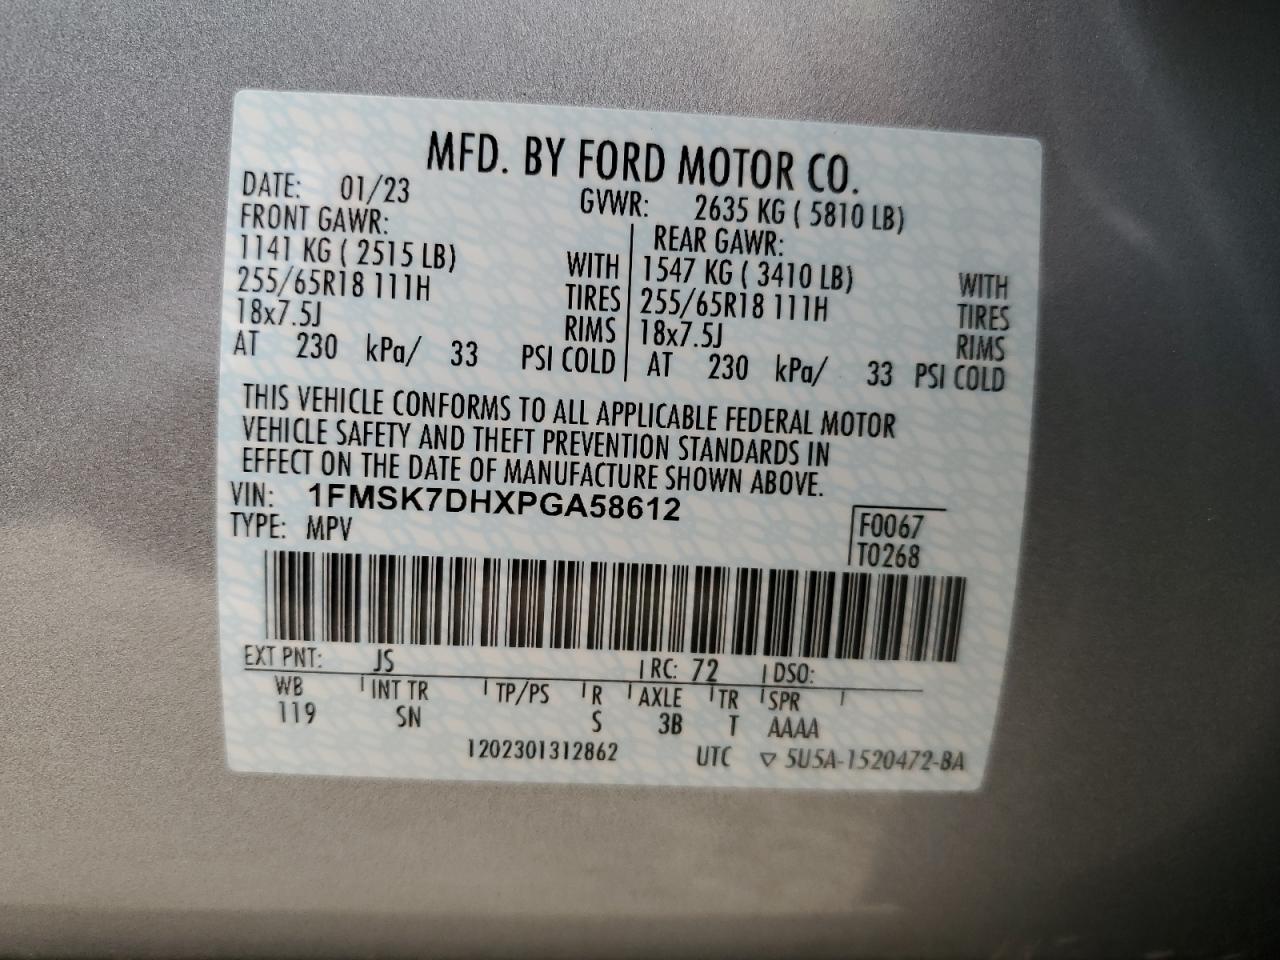 MFD. BY FORD MOTOR CO.
DATE: 01/23 GVWR: 2635 KG ( 5810 LB)
FRONT GAWR: REAR GAWR:
1141 KG ( 2515 LB) WITH 1547 KG ( 3410 LB) WITH
255/65R18 111H TIRES 255/65R18 111H TIRES
18x7.5J RIMS 18x7.5J RIMS
AT 230 kPa/ 33 PSI COLD AT 230 kPa/ 33 PSI COLD
THIS VEHICLE CONFORMS TO ALL APPLICABLE FEDERAL MOTOR
VEHICLE SAFETY AND THEFT PREVENTION STANDARDS IN
EFFECT ON THE DATE OF MANUFACTURE SHOWN ABOVE.
VIN: 1FMSK7DHXPGA58612
TYPE: MPV
F0067
T0268
EXT PNT: JS RC: 72 DSO:
WB INT TR TP/PS R AXLE TR SPR
119 SN S 3B T AAAA
1202301312862 UTC ▽ 5U5A-1520472-BA